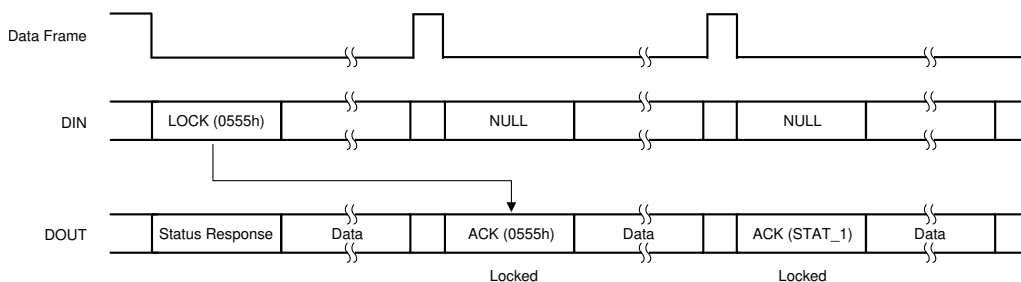 Data Frame
DIN
LOCK (0555h)
NULL
NULL
DOUT
Status Response
Data
ACK (0555h)
Data
ACK (STAT_1)
Data
Locked
Locked